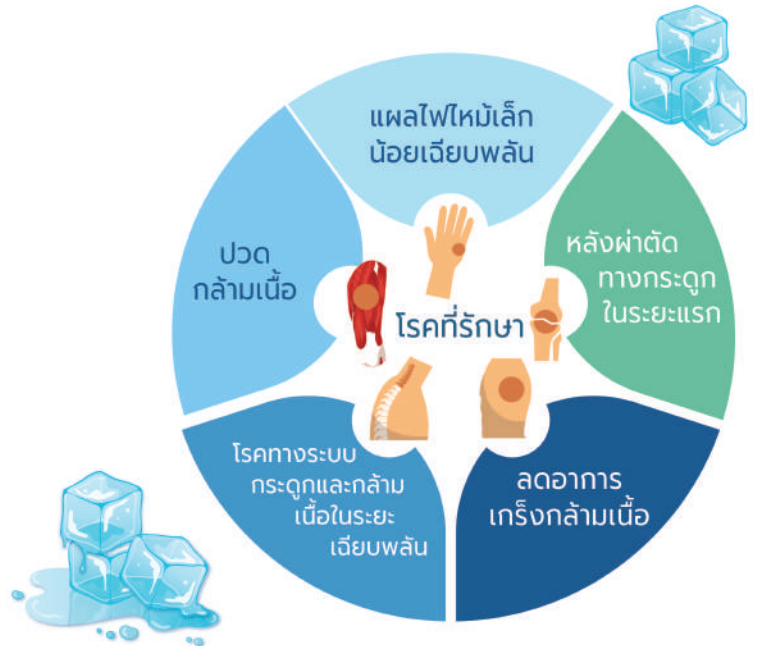 แผลไฟไหม้เล็ก
น้อยเฉียบพลัน
หลังผ่าตัด
ทางกระดูก
ในระยะแรก
ปวด
กล้ามเนื้อ
โรคที่รักษา
โรคทางระบบ
กระดูกและกล้าม
เนื้อในระยะ
เฉียบพลัน
ลดอาการ
เกร็งกล้ามเนื้อ